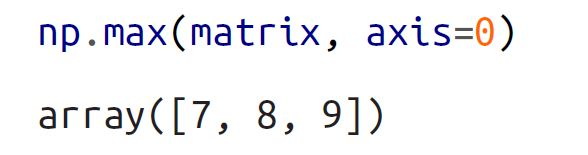 np.max(matrix, axis=0)
array([7, 8, 9])